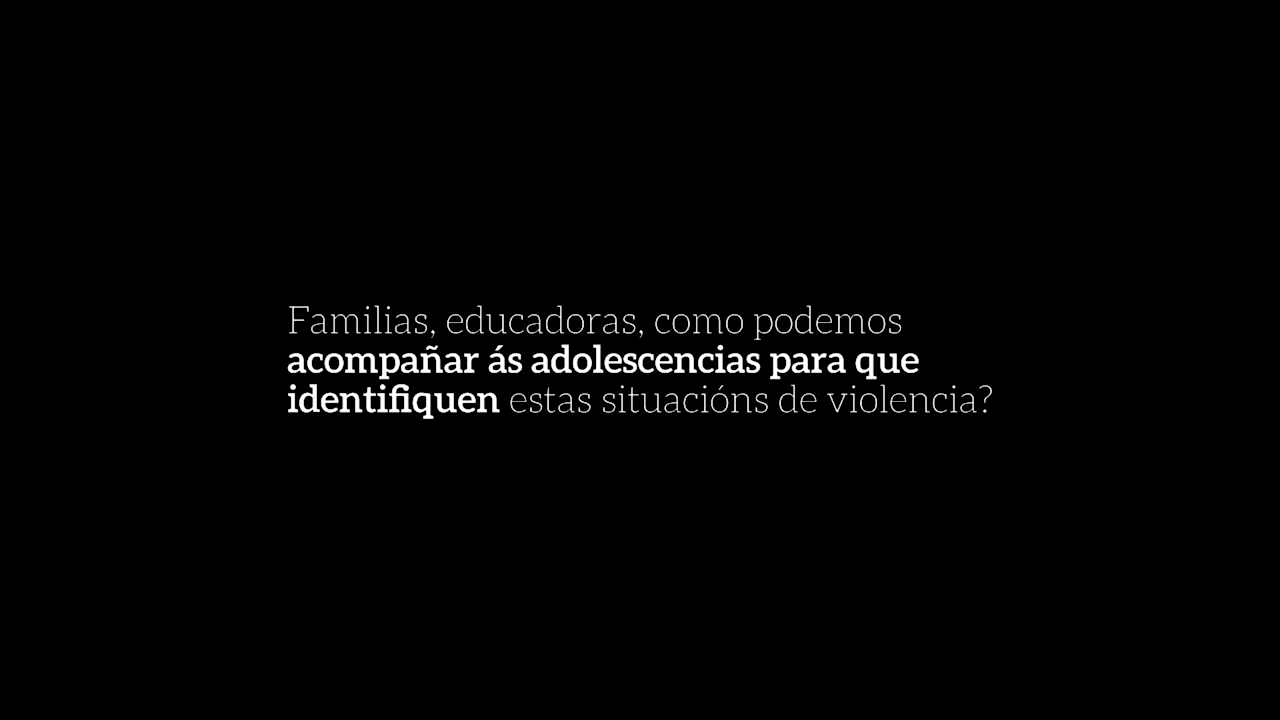 Familias, educadoras, como podemos
acompañar ás adolescencias para que
identifiquen estas situacións de violencia?